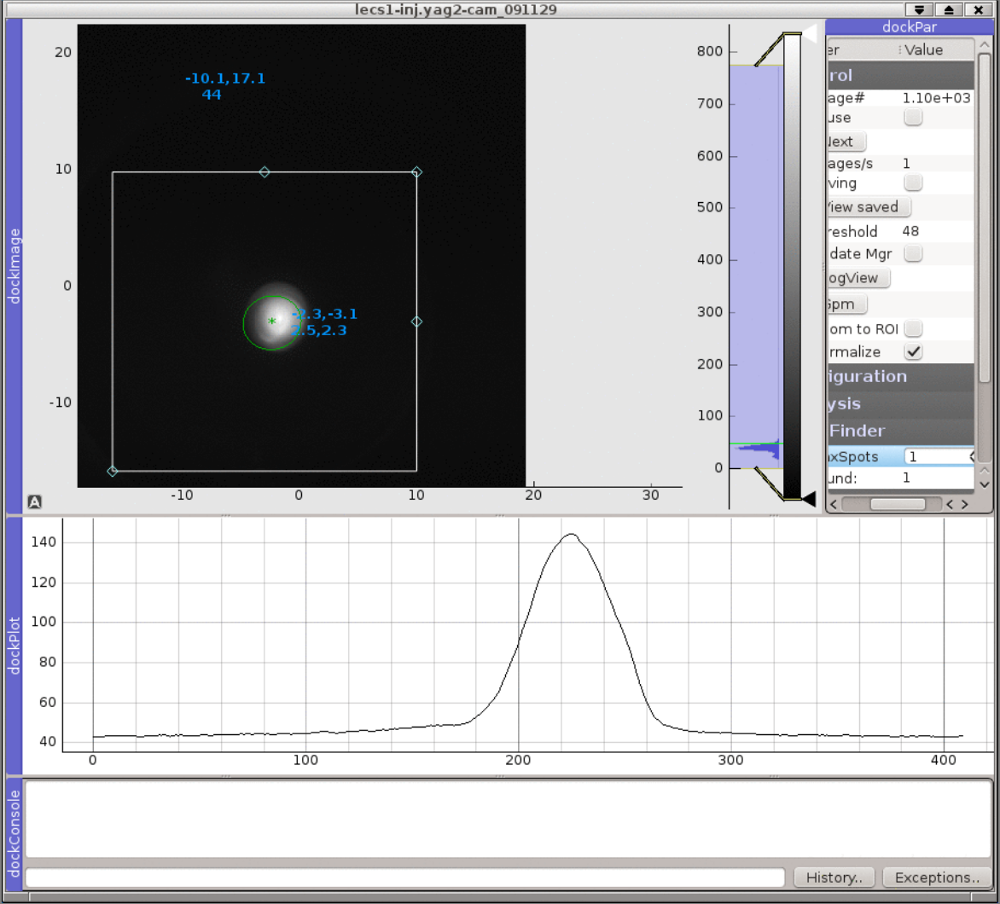 lecs1-inj.yag2-cam_091129
dockImage
20
10
0
-10
-10.1,17.1
44
-2.3,-3.1
2.5,2.3
A
-10
0
10
20
30
800
700
600
500
400
300
200
100
0
dockPar
er Value
rol
age# 1.10e+03
use
Next
ages/s 1
ving
View saved
reshold 48
date Mgr
ogView
Gpm
om to ROI
rmalize
iguration
ysis
Finder
xSpots 1
und: 1
dockPlot
140
120
100
80
60
40
0
100
200
300
400
dockConsole
History..
Exceptions..